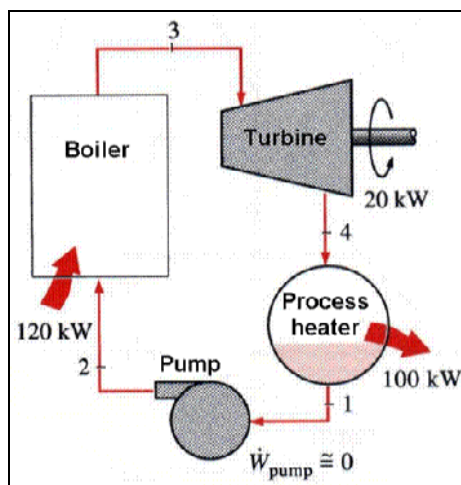 3
Boiler
Turbine
20 kW
4
Process
heater
120 kW
2
Pump
100 kW
1
Ẇpump ≅ 0